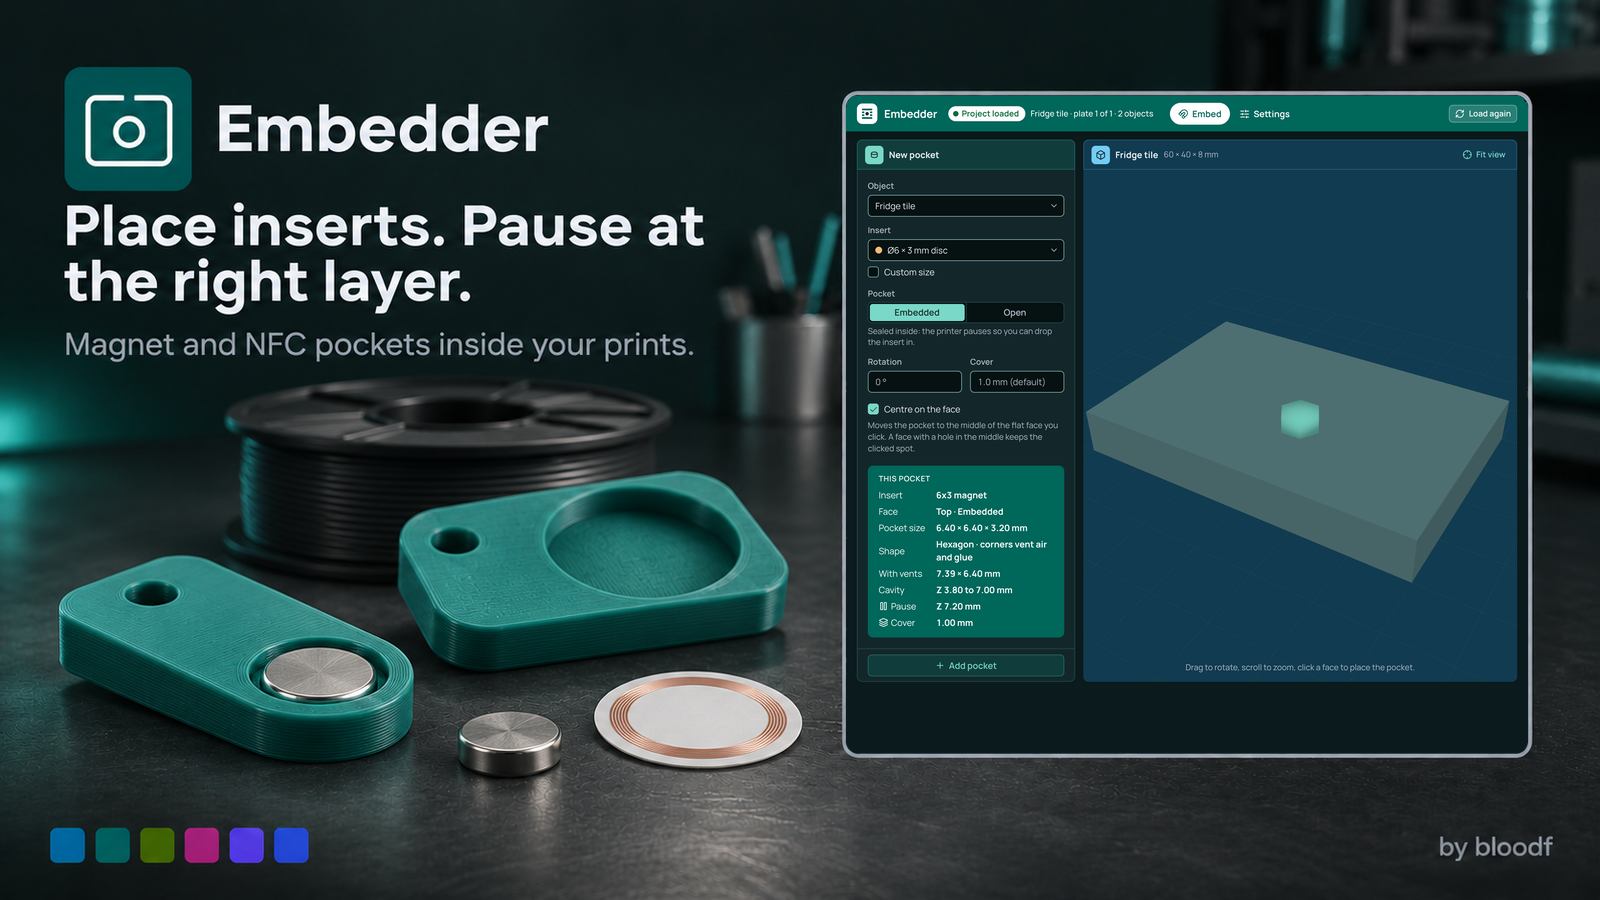 Embedder
Place inserts. Pause at
the right layer.
Magnet and NFC pockets inside your prints.
Embedder
Project loaded
Fridge tile · plate 1 of 1 · 2 objects
Embed
Settings
Load again
New pocket
Object
Fridge tile
Insert
Ø6 × 3 mm disc
Custom size
Pocket
Embedded
Open
Sealed inside: the printer pauses so you can drop
the insert in.
Rotation
Cover
0 °
1.0 mm (default)
Centre on the face
Moves the pocket to the middle of the flat face you
click. A face with a hole in the middle keeps the
clicked spot.
THIS POCKET
Insert 6x3 magnet
Face Top · Embedded
Pocket size 6.40 × 6.40 × 3.20 mm
Shape Hexagon · corners vent air
and glue
With vents 7.39 × 6.40 mm
Cavity Z 3.80 to 7.00 mm
Pause Z 7.20 mm
Cover 1.00 mm
+ Add pocket
Fridge tile 60 × 40 × 8 mm
Fit view
Drag to rotate, scroll to zoom, click a face to place the pocket.
by bloodf